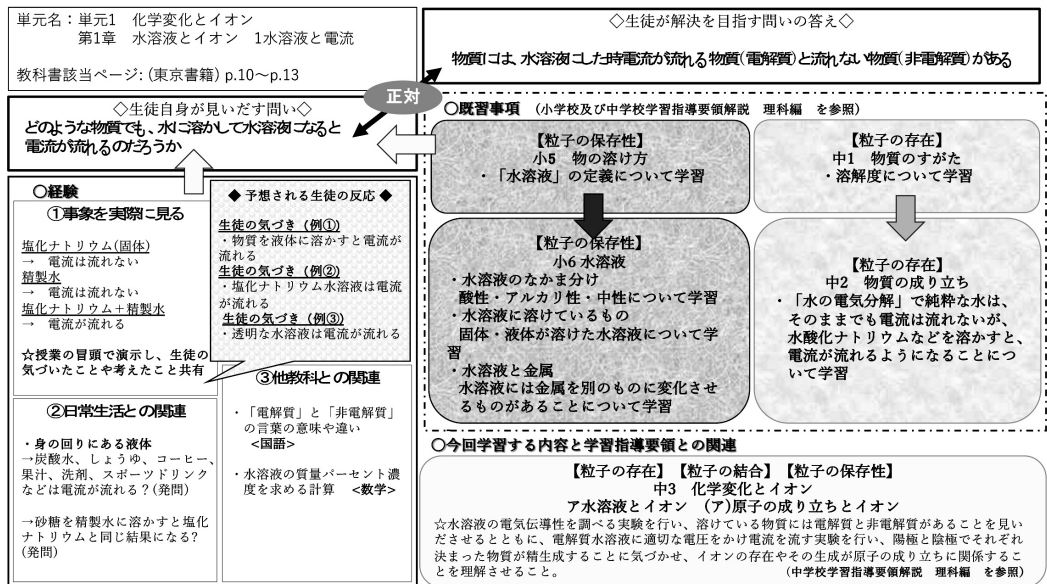 単元名：単元1　化学変化とイオン
第1章　水溶液とイオン　1水溶液と電流
教科書該当ページ：(東京書籍) p.10～p.13
◇生徒が解決を目指す問いの答え◇
物質には、水溶液にした時電流が流れる物質(電解質)と流れない物質(非電解質)がある
正対
◇生徒自身が見いだす問い◇
どのような物質でも、水に溶かして水溶液になると
電流が流れるのだろうか
○経験
①事象を実際に見る
塩化ナトリウム(固体)
→　電流は流れない
精製水
→　電流は流れない
塩化ナトリウム＋精製水
→　電流が流れる
☆授業の冒頭で演示し、生徒の
気づいたことや考えたこと共有
◆ 予想される生徒の反応 ◆
生徒の気づき（例①）
・物質を液体に溶かすと電流が
流れる
生徒の気づき（例②）
・塩化ナトリウム水溶液は電流
が流れる
生徒の気づき（例③）
・透明な水溶液は電流が流れる
②日常生活との関連
・身の回りにある液体
→炭酸水、しょうゆ、コーヒー、
果汁、洗剤、スポーツドリンク
などは電流が流れる？(発問)
→砂糖を精製水に溶かすと塩化
ナトリウムと同じ結果になる？
(発問)
③他教科との関連
・「電解質」と「非電解質」
の言葉の意味や違い
<国語>
・水溶液の質量パーセント濃
度を求める計算　<数学>
○既習事項　（小学校及び中学校学習指導要領解説　理科編　を参照）
【粒子の保存性】
小5　物の溶け方
・「水溶液」の定義について学習
【粒子の保存性】
小6 水溶液
・水溶液のなかま分け
酸性・アルカリ性・中性について学習
・水溶液に溶けているもの
固体・液体が溶けた水溶液について学
習
・水溶液と金属
水溶液には金属を別のものに変化させ
るものがあることについて学習
【粒子の存在】
中1　物質のすがた
・溶解度について学習
【粒子の存在】
中2　物質の成り立ち
・「水の電気分解」で純粋な水は、
そのままでも電流は流れないが、
水酸化ナトリウムなどを溶かすと、
電流が流れるようになることにつ
いて学習
○今回学習する内容と学習指導要領との関連
【粒子の存在】【粒子の結合】【粒子の保存性】
中3　化学変化とイオン
ア水溶液とイオン　(ア)原子の成り立ちとイオン
☆水溶液の電気伝導性を調べる実験を行い、溶けている物質には電解質と非電解質があることを見い
ださせるとともに、電解質水溶液に適切な電圧をかけ電流を流す実験を行い、陽極と陰極でそれぞれ
決まった物質が精生成することに気づかせ、イオンの存在やその生成が原子の成り立ちに関係するこ
とを理解させること。　（中学校学習指導要領解説　理科編　を参照）